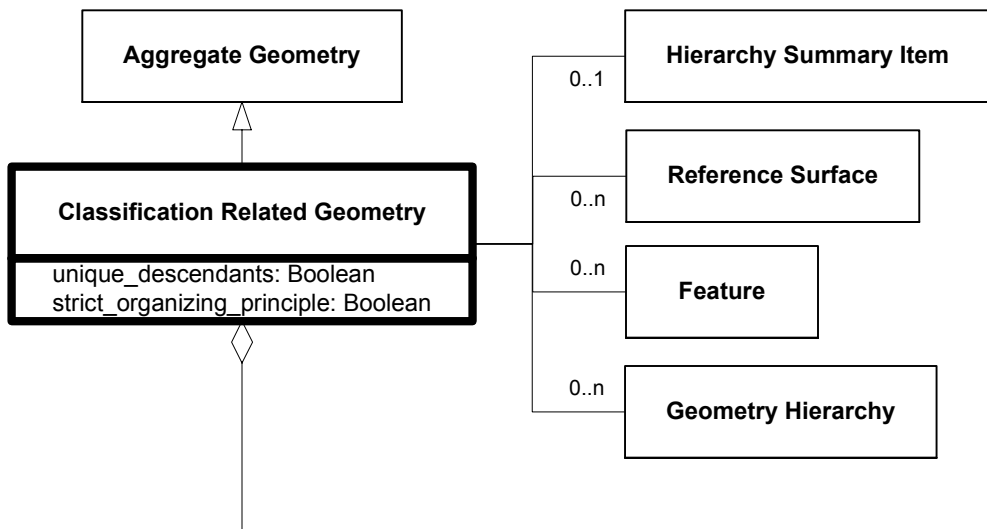 Aggregate Geometry
Classification Related Geometry
unique_descendants: Boolean
strict_organizing_principle: Boolean
0..1
Hierarchy Summary Item
0..n
Reference Surface
0..n
Feature
0..n
Geometry Hierarchy